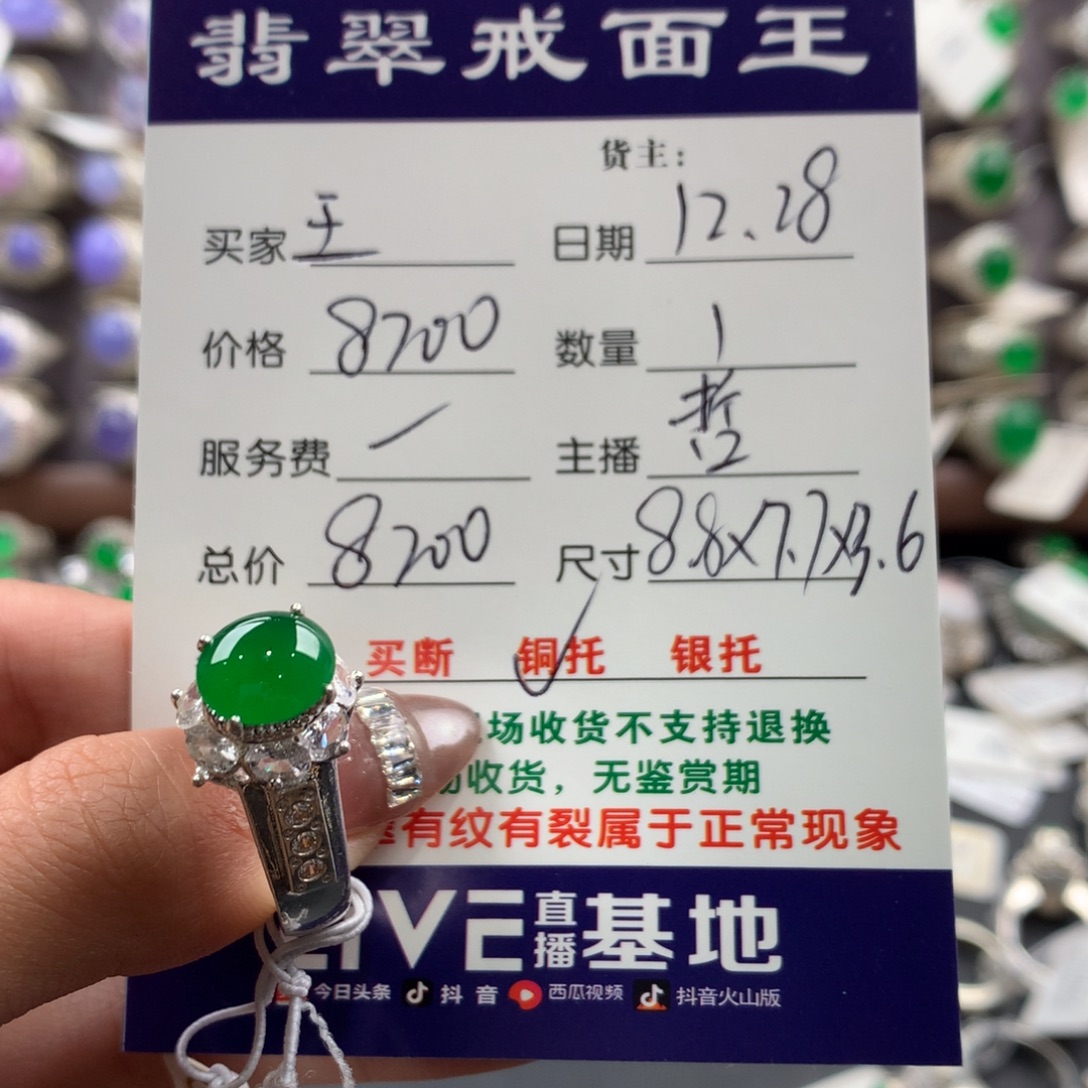 翡翠戒面王
货主：
买家 王 日期 12.28
价格 8200 数量 1
服务费 / 主播 哲
总价 8200 尺寸 8.8x7.7x3.6
买断 铜托 银托
场收货不支持退换
收货，无鉴赏期
有纹有裂属于正常现象
LIVE直播基地
今日头条 抖音 西瓜视频 抖音火山版